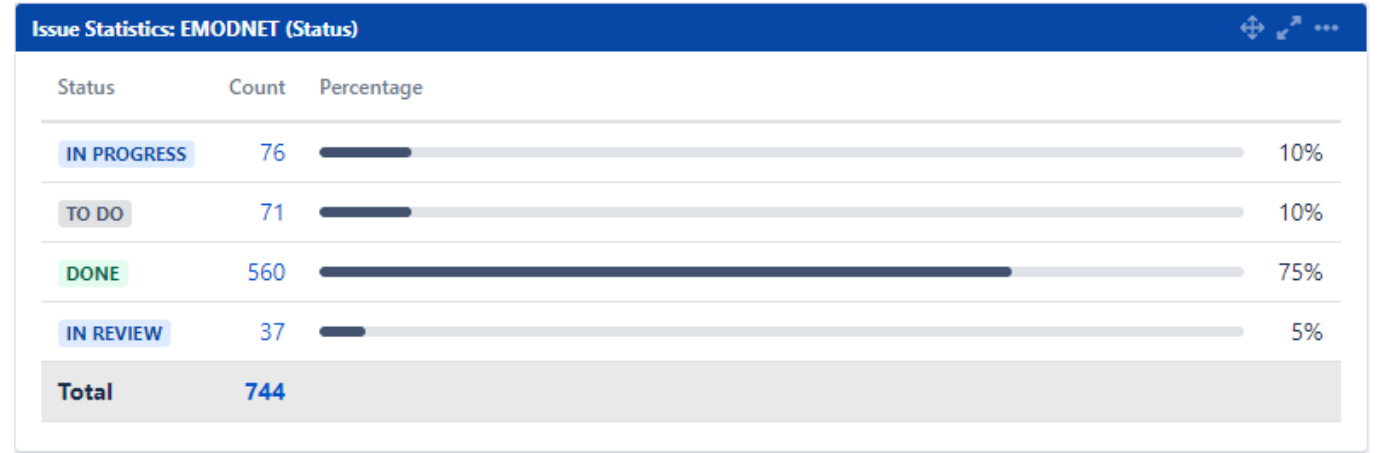 Issue Statistics: EMODNET (Status)
Status Count Percentage
IN PROGRESS 76 10%
TO DO 71 10%
DONE 560 75%
IN REVIEW 37 5%
Total 744